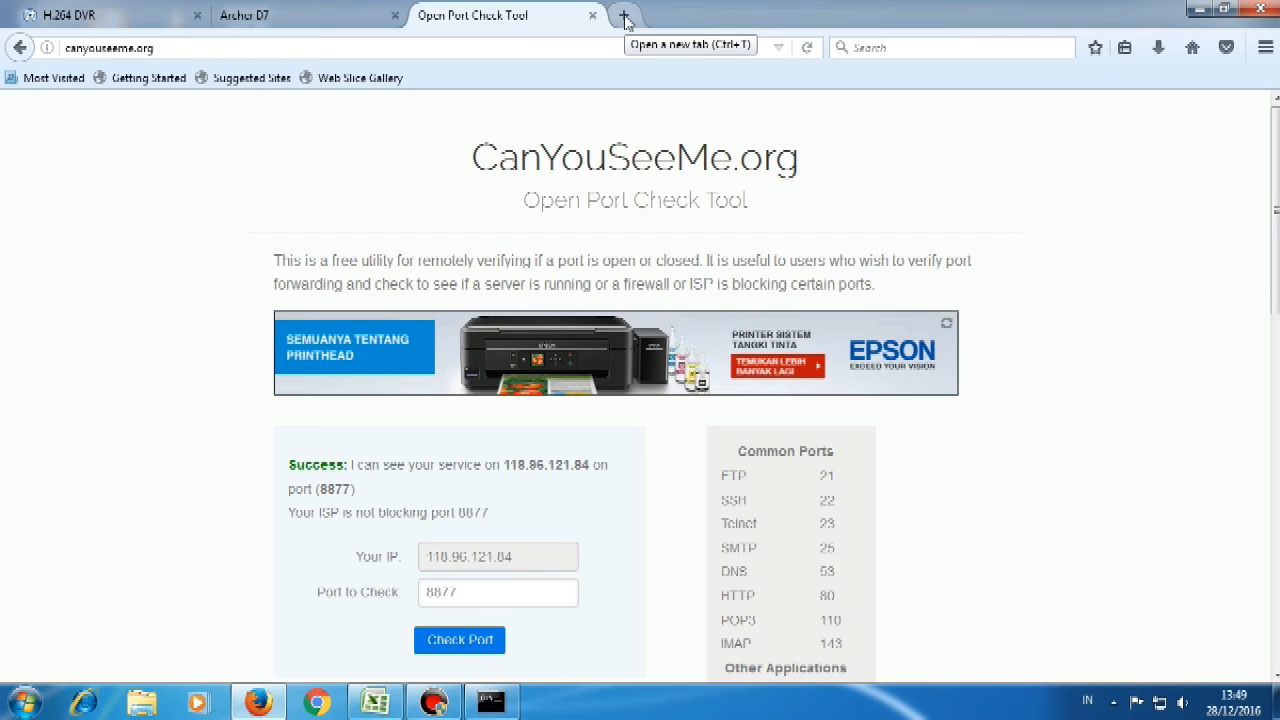 H.264 DVR
Archer D7
Open Port Check Tool
canyouseeme.org
Open a new tab (Ctrl+T)
Search
Most Visited
Getting Started
Suggested Sites
Web Slice Gallery
CanYouSeeMe.org
Open Port Check Tool
This is a free utility for remotely verifying if a port is open or closed. It is useful to users who wish to verify port
forwarding and check to see if a server is running or a firewall or ISP is blocking certain ports.
SEMUANYA TENTANG
PRINTHEAD
EPSON
PRINTER SISTEM
TANGKI TINTA
TEMUKAN LEBIH
BANYAK LAGI
EPSON
EXCEED YOUR VISION
Success: I can see your service on 118.96.121.84 on
port (8877)
Your ISP is not blocking port 8877
Your IP: 118.96.121.84
Port to Check: 8877
Check Port
Common Ports
FTP 21
SSH 22
Telnet 23
SMTP 25
DNS 53
HTTP 80
POP3 110
IMAP 143
Other Applications
IN
13:49
28/12/2016